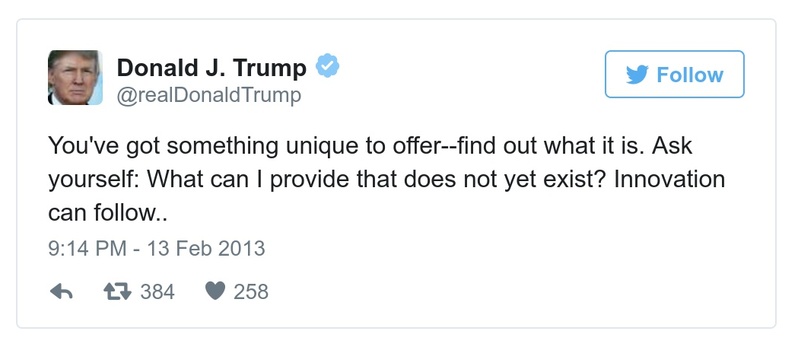 Donald J. Trump
@realDonaldTrump
Follow
You've got something unique to offer--find out what it is. Ask
yourself: What can I provide that does not yet exist? Innovation
can follow..
9:14 PM - 13 Feb 2013
384 258